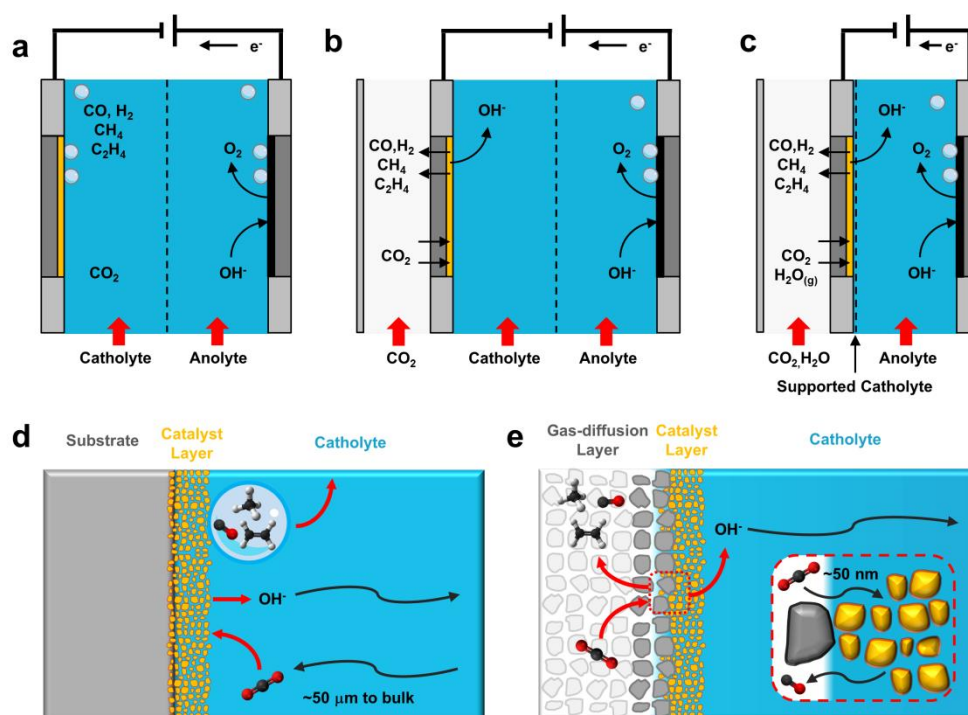 a
e-
CO, H2
CH4
C2H4
O2
CO2
OH-
Catholyte
Anolyte
b
e-
OH-
CO,H2
CH4
C2H4
O2
CO2
OH-
CO2
Catholyte
Anolyte
c
e-
OH-
CO,H2
CH4
C2H4
O2
CO2
H2O(g)
OH-
CO2,H2O
Anolyte
Supported Catholyte
d
Substrate
Catalyst
Layer
Catholyte
OH-
~50 μm to bulk
e
Gas-diffusion
Layer
Catalyst
Layer
Catholyte
OH-
~50 nm